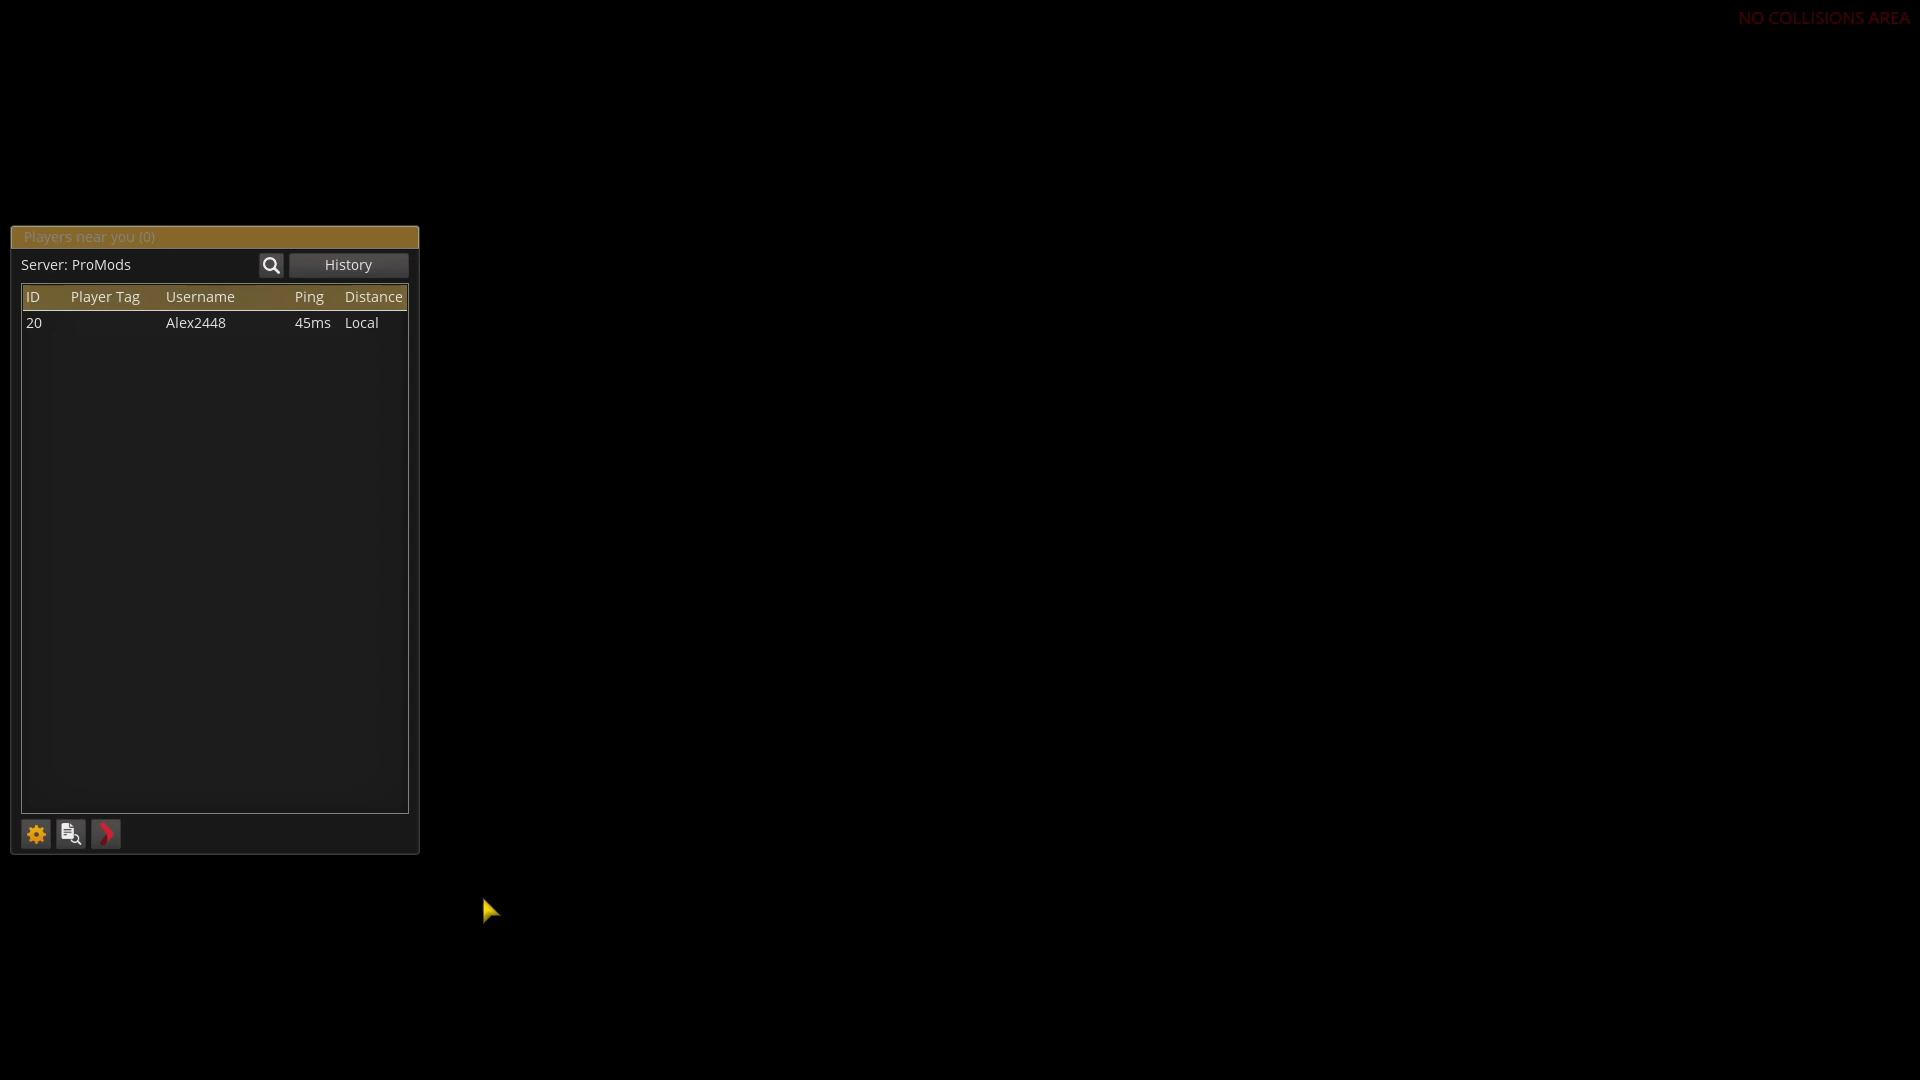 NO COLLISIONS AREA
Players near you (0)
Server: ProMods
History
ID Player Tag Username Ping Distance
20 Alex2448 45ms Local